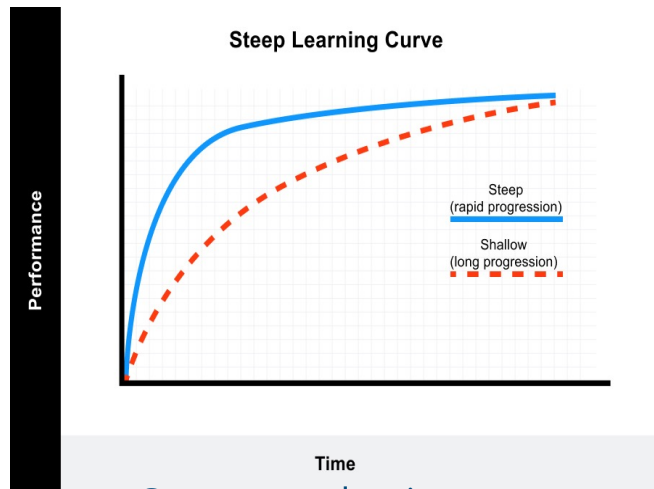 Steep Learning Curve
Performance
Steep
(rapid progression)
Shallow
(long progression)
Time